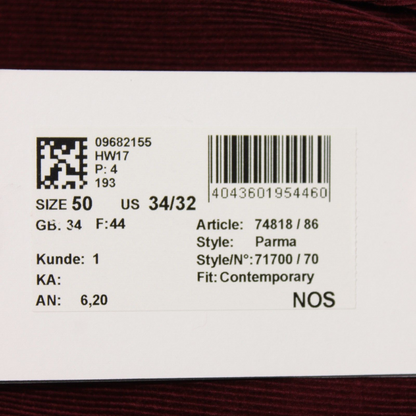 09682155
HW17
P: 4
193
4043601954460
SIZE 50 US 34/32
GB. 34 F:44
Article: 74818 / 86
Style: Parma
Kunde: 1
Style/N°: 71700 / 70
KA:
Fit: Contemporary
AN: 6,20
NOS